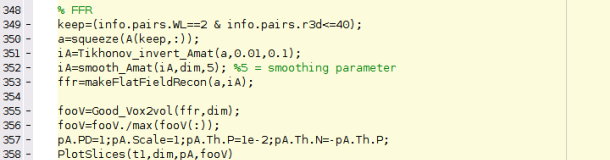 348 % FFR
349 - keep=(info.pairs.WL==2 & info.pairs.r3d<=40);
350 - a=squeeze(A(keep,:));
351 - iA=Tikhonov_invert_Amat(a,0.01,0.1);
352 - iA=smooth_Amat(iA,dim,5); %5 = smoothing parameter
353 - ffr=makeFlatFieldRecon(a,iA);
354
355 - fooV=Good_Vox2vol(ffr,dim);
356 - fooV=fooV./max(fooV(:));
357 - pA.PD=1;pA.Scale=1;pA.Th.P=1e-2;pA.Th.N=-pA.Th.P;
358 - PlotSlices(t1,dim,pA,fooV)